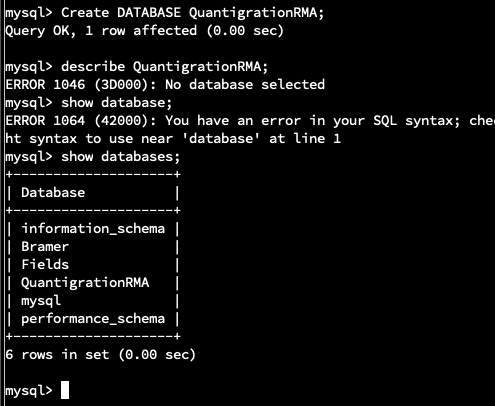 mysql> Create DATABASE QuantigrationRMA;
Query OK, 1 row affected (0.00 sec)
mysql> describe QuantigrationRMA;
ERROR 1046 (3D000): No database selected
mysql> show database;
ERROR 1064 (42000): You have an error in your SQL syntax; chec
ht syntax to use near 'database' at line 1
mysql> show databases;
+--------------------+
| Database           |
+--------------------+
| information_schema |
| Bramer             |
| Fields             |
| QuantigrationRMA   |
| mysql              |
| performance_schema |
+--------------------+
6 rows in set (0.00 sec)
mysql>